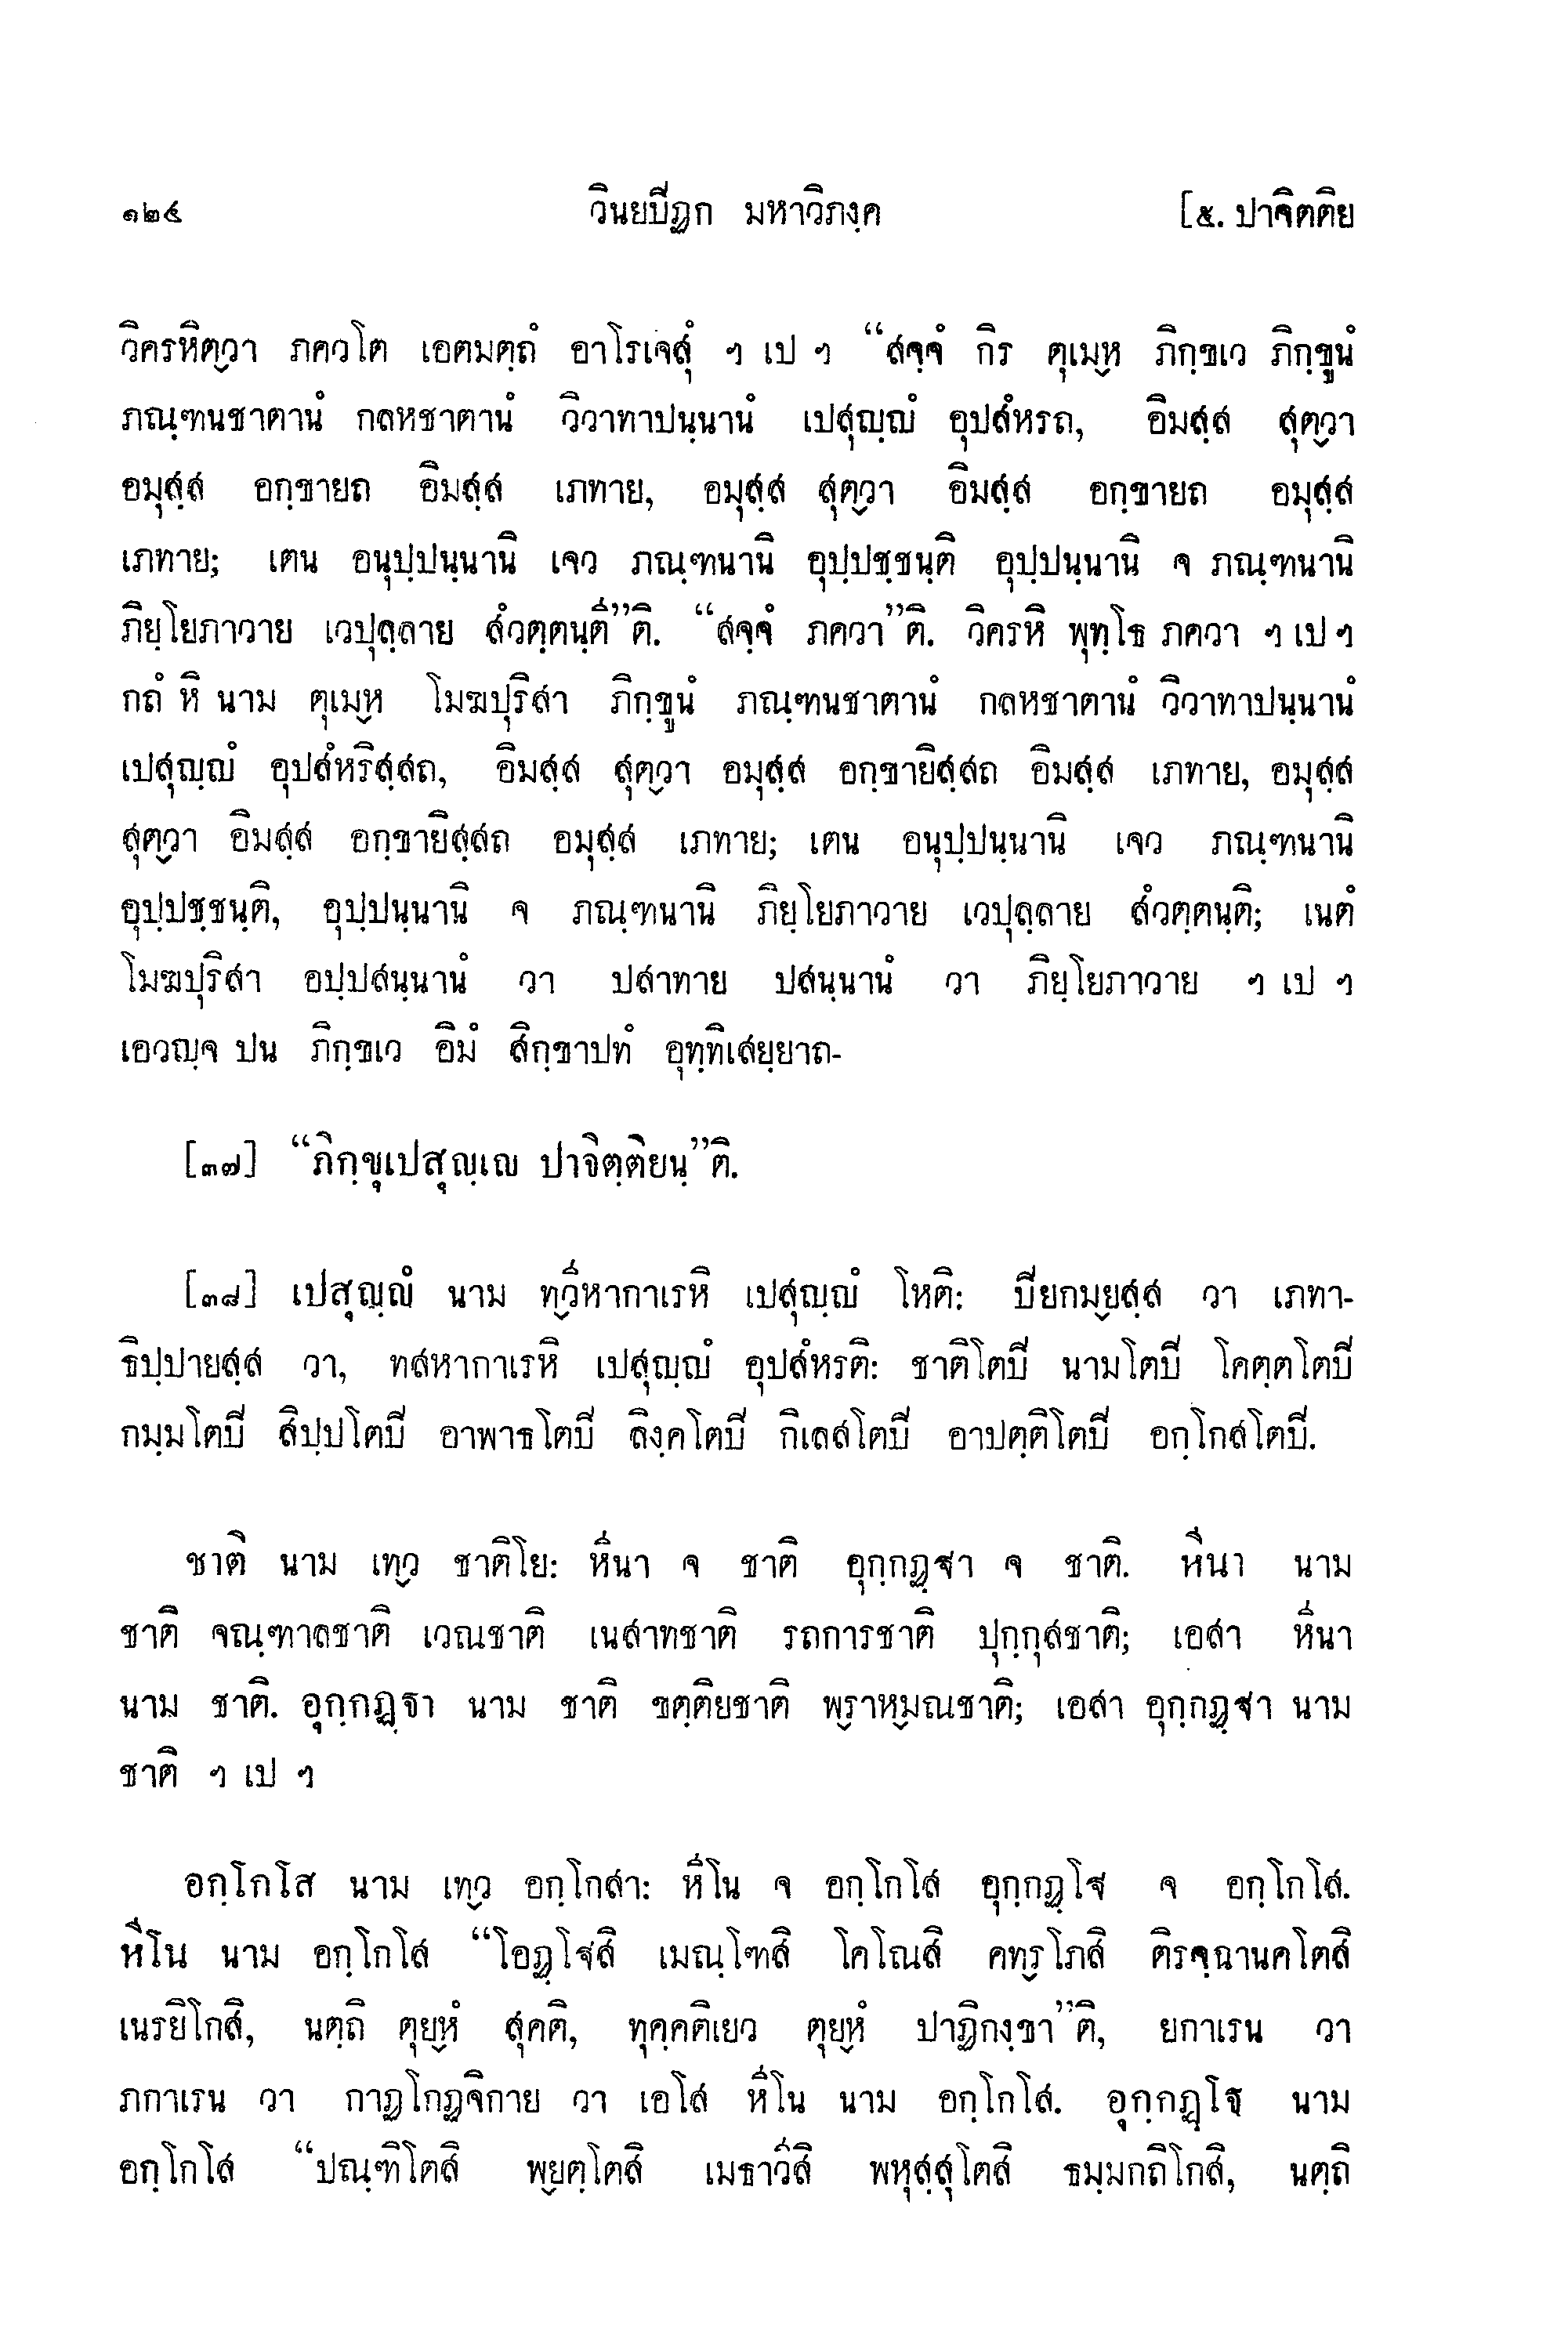 ๑๒๔ วินยปีฏก มหาวิภงฺค [๕. ปาจิตฺติย
วิครหิตฺวา ภควโต เอตมตฺถํ อาโรเจสุํ ฯ เป ฯ “สจฺจํ กิร ตุเมฺห ภิกฺขเว ภิกฺขูนํ
ภณฺฑนชาตานํ กลหชาตานํ วิวาทาปนฺนานํ เปสุญฺญํ อุปสํหรถ, อิมสฺส สุตฺวา
อมุสฺส อกฺขายถ อิมสฺส เภทาย, อมุสฺส สุตฺวา อิมสฺส อกฺขายถ อมุสฺส
เภทาย; เตน อนุปฺปนฺนานิ เจว ภณฺฑนานิ อุปฺปชฺชนฺติ อุปฺปนฺนานิ จ ภณฺฑนานิ
ภิยฺโยภาวาย เวปุลฺลาย สํวตฺตนฺตี”ติ. “สจฺจํ ภควา”ติ. วิครหิ พุทฺโธ ภควา ฯ เป ฯ
กถํ หิ นาม ตุเมฺห โมฆปุริสา ภิกฺขูนํ ภณฺฑนชาตานํ กลหชาตานํ วิวาทาปนฺนานํ
เปสุญฺญํ อุปสํหริสฺสถ, อิมสฺส สุตฺวา อมุสฺส อกฺขายิสฺสถ อิมสฺส เภทาย, อมุสฺส
สุตฺวา อิมสฺส อกฺขายิสฺสถ อมุสฺส เภทาย; เตน อนุปฺปนฺนานิ เจว ภณฺฑนานิ
อุปฺปชฺชนฺติ, อุปฺปนฺนานิ จ ภณฺฑนานิ ภิยฺโยภาวาย เวปุลฺลาย สํวตฺตนฺติ; เนตํ
โมฆปุริสา อปฺปสนฺนานํ วา ปสาทาย ปสนฺนานํ วา ภิยฺโยภาวาย ฯ เป ฯ
เอวญฺจ ปน ภิกฺขเว อิมํ สิกฺขาปทํ อุทฺทิเสยฺยาถ-
[๓๗] “ภิกฺขุเปสุญฺเญ ปาจิตฺติยนฺ”ติ.
[๓๘] เปสุญฺญํ นาม ทฺวีหากาเรหิ เปสุญฺญํ โหติ: ปิยกมฺยสฺส วา เภทา-
ธิปฺปายสฺส วา, ทสหากาเรหิ เปสุญฺญํ อุปสํหรติ: ชาติโตปิ นามโตปิ โคตฺตโตปิ
กมฺมโตปิ สิปฺปโตปิ อาพาธโตปิ ลิงฺคโตปิ กิเลสโตปิ อาปตฺติโตปิ อกฺโกสโตปิ.
ชาติ นาม เทฺว ชาติโย: หีนา จ ชาติ อุกฺกฏฺฐา จ ชาติ. หีนา นาม
ชาติ จณฺฑาลชาติ เวณชาติ เนสาทชาติ รถการชาติ ปุกฺกุสชาติ; เอสา หีนา
นาม ชาติ. อุกฺกฏฺฐา นาม ชาติ ขตฺติยชาติ พฺราหฺมณชาติ; เอสา อุกฺกฏฺฐา นาม
ชาติ ฯ เป ฯ
อกฺโกโส นาม เทฺว อกฺโกสา: หีโน จ อกฺโกโส อุกฺกฏฺโฐ จ อกฺโกโส.
หีโน นาม อกฺโกโส “โอฏฺโฐสิ เมณฺโฑสิ โคโณสิ คทฺรโภสิ ติรจฺฉานคโตสิ
เนรยิโกสิ, นตฺถิ ตุยฺหํ สุคติ, ทุคฺคติเยว ตุยฺหํ ปาฏิกงฺขา”ติ, ยกาเรน วา
ภกาเรน วา กาฏโกฏจิกาย วา เอโส หีโน นาม อกฺโกโส. อุกฺกฏฺโฐ นาม
อกฺโกโส “ปณฺฑิโตสิ พฺยตฺโตสิ เมธาวีสิ พหุสฺสุโตสิ ธมฺมกถิโกสิ, นตฺถิ